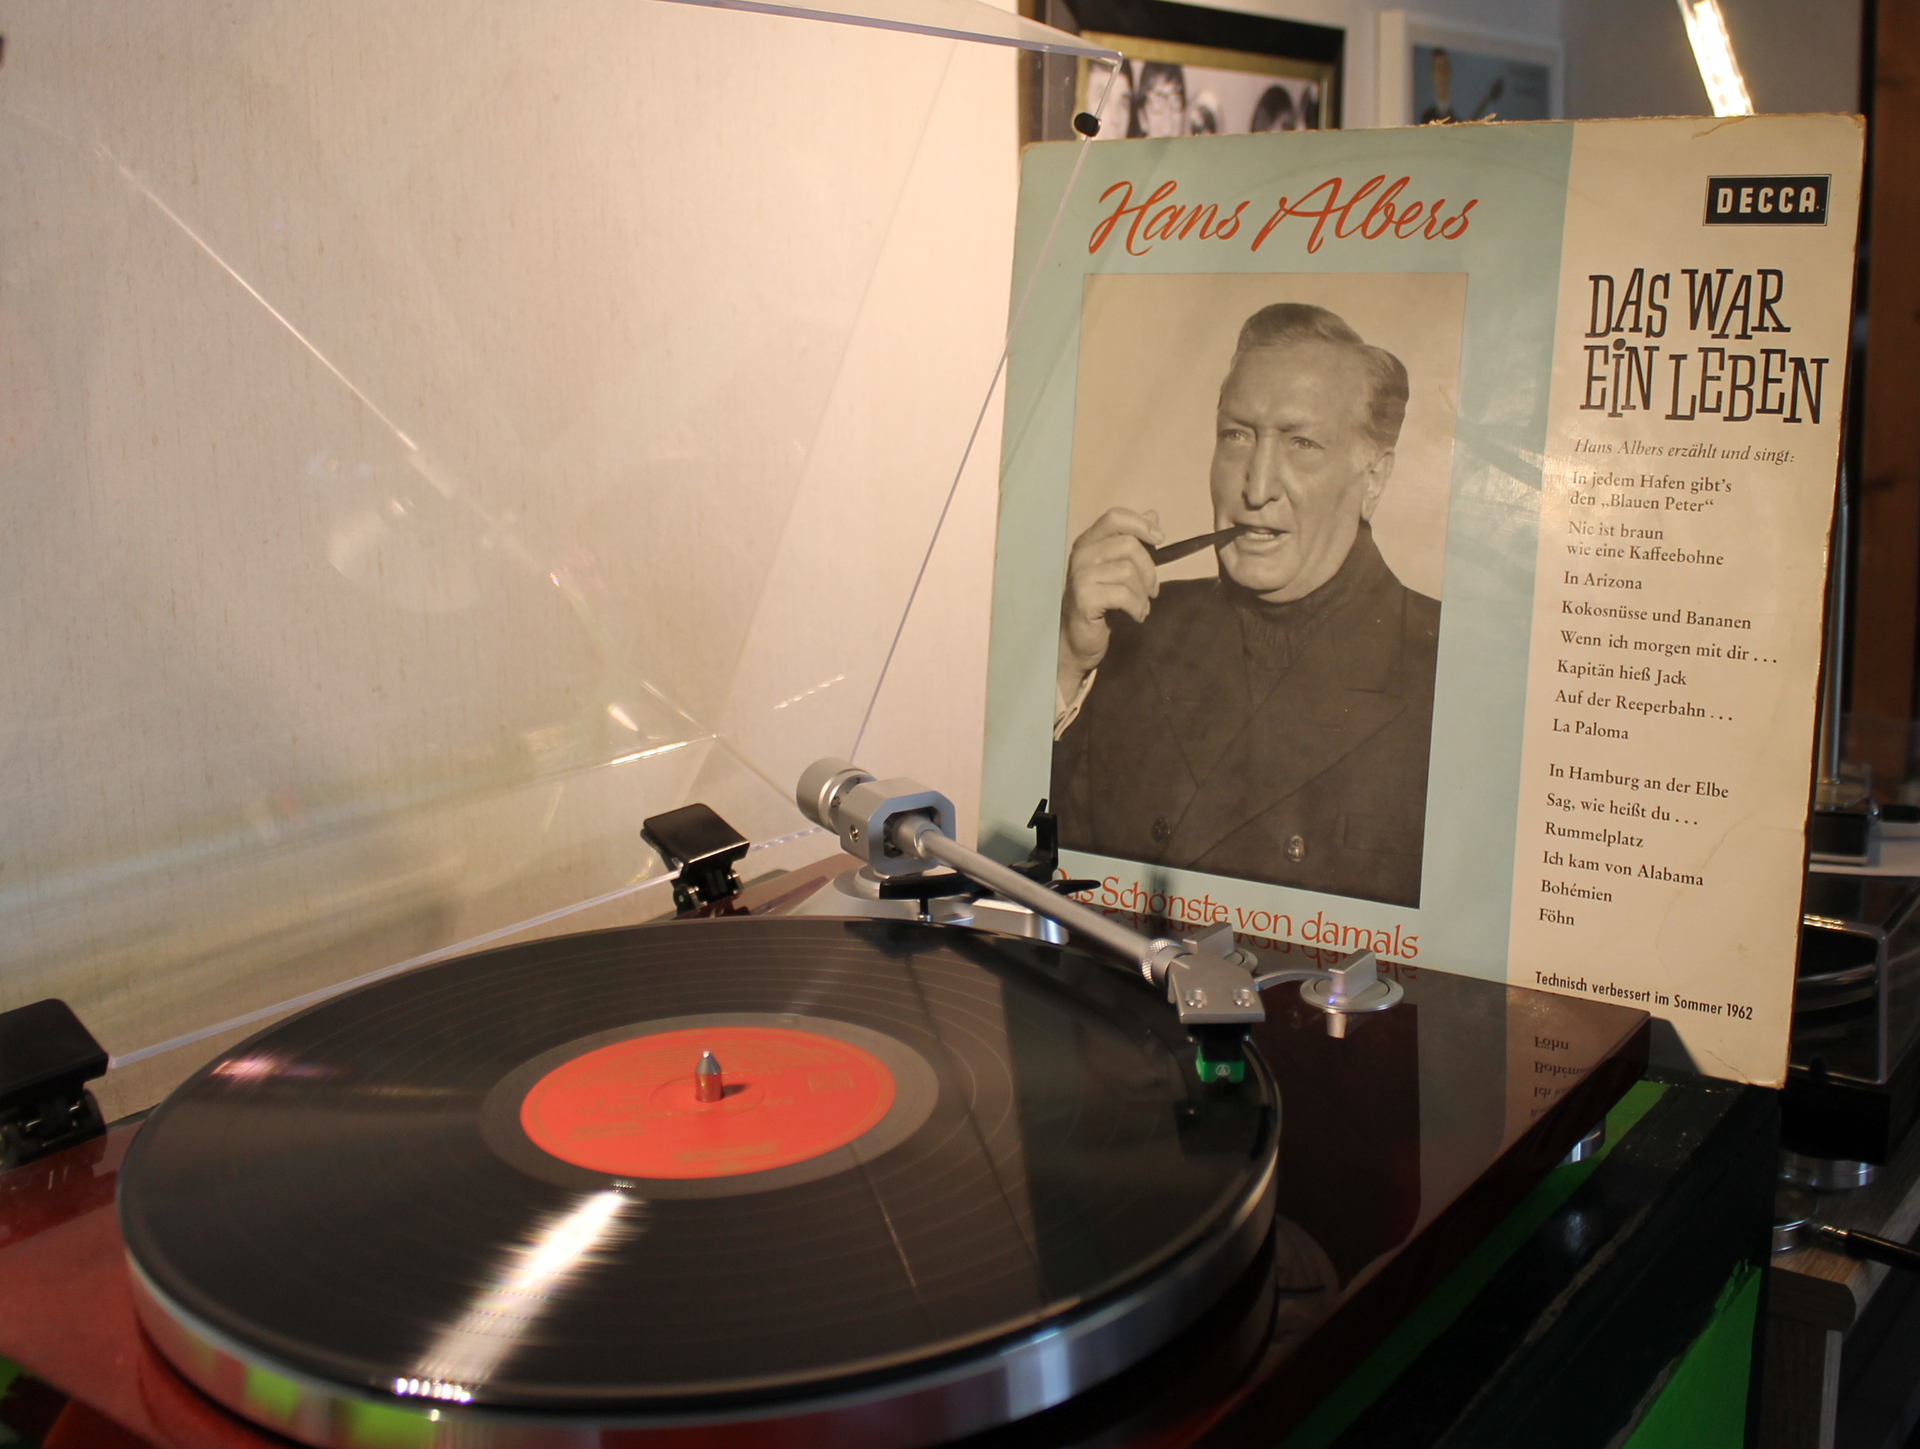 Hans Albers
DECCA
DAS WAR
EIN LEBEN
Hans Albers erzählt und singt:
In jedem Hafen gibt's
den „Blauen Peter“
Nie ist braun
wie eine Kaffeebohne
In Arizona
Kokosnüsse und Bananen
Wenn ich morgen mit dir . . .
Kapitän hieß Jack
Auf der Reeperbahn . . .
La Paloma
In Hamburg an der Elbe
Sag, wie heißt du . . .
Rummelplatz
Ich kam von Alabama
Bohémien
Föhn
Das Schönste von damals
Technisch verbessert im Sommer 1962